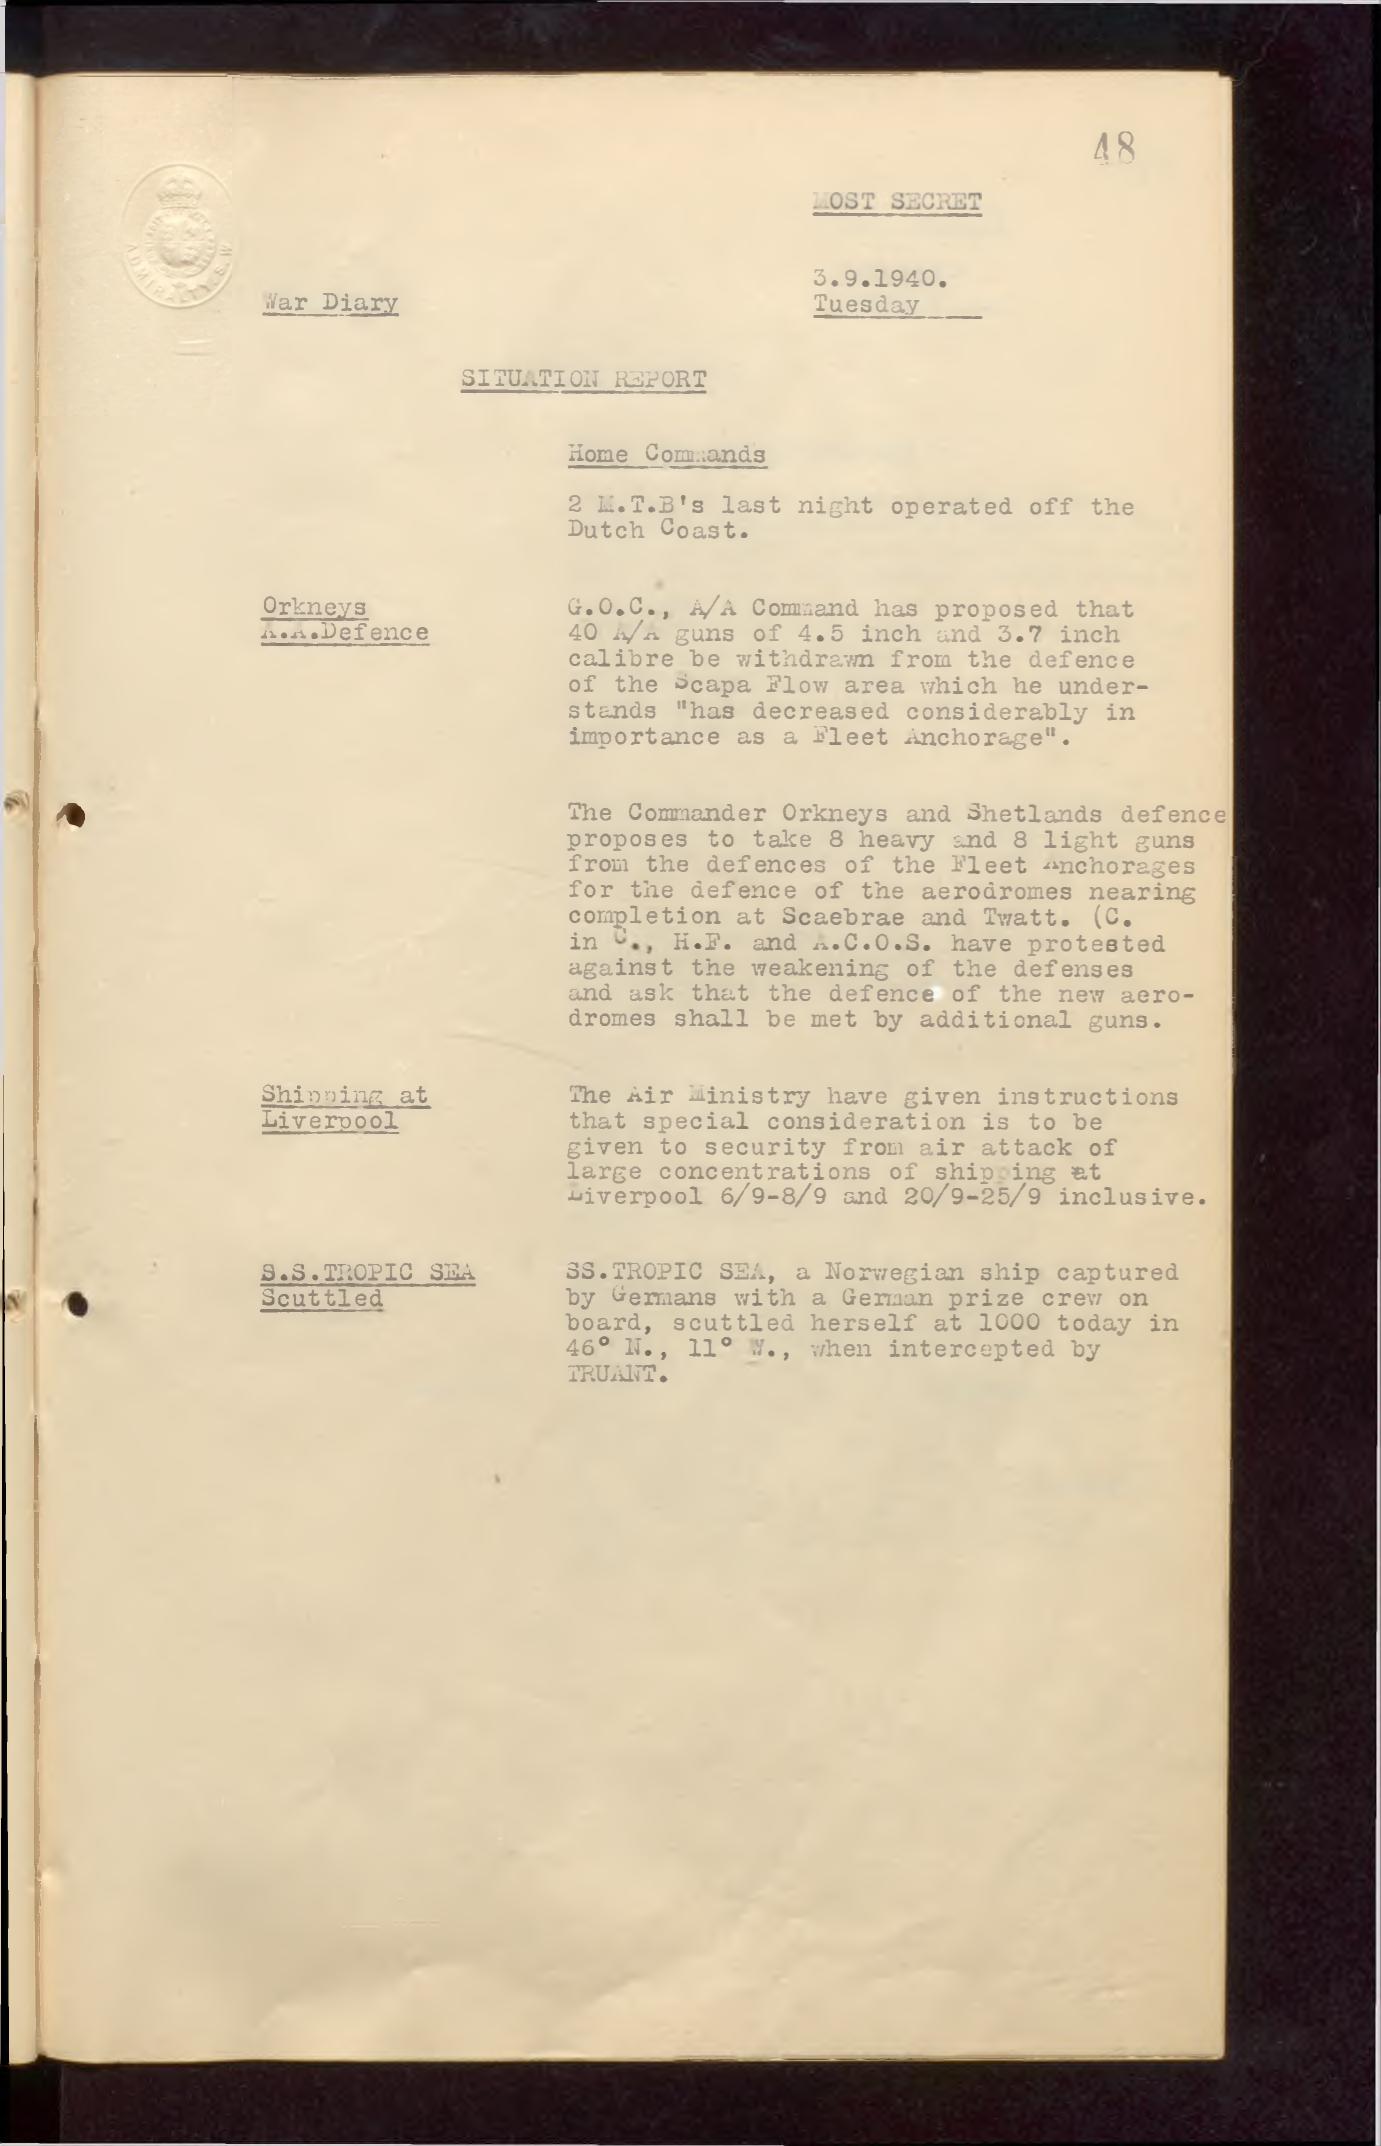 48
MOST SECRET
3.9.1940.
Tuesday
War Diary
SITUATION REPORT
Home Commands
2 M.T.B's last night operated off the
Dutch Coast.
Orkneys
A.A.Defence
G.O.C., A/A Command has proposed that
40 A/A guns of 4.5 inch and 3.7 inch
calibre be withdrawn from the defence
of the Scapa Flow area which he under-
stands "has decreased considerably in
importance as a Fleet Anchorage".
The Commander Orkneys and Shetlands defence
proposes to take 8 heavy and 8 light guns
from the defences of the Fleet Anchorages
for the defence of the aerodromes nearing
completion at Scaebrae and Twatt. (C.
in C., H.F. and A.C.O.S. have protested
against the weakening of the defenses
and ask that the defence of the new aero-
dromes shall be met by additional guns.
Shipping at
Liverpool
The Air Ministry have given instructions
that special consideration is to be
given to security from air attack of
large concentrations of shipping at
Liverpool 6/9-8/9 and 20/9-25/9 inclusive.
S.S.TROPIC SEA
Scuttled
SS.TROPIC SEA, a Norwegian ship captured
by Germans with a German prize crew on
board, scuttled herself at 1000 today in
46° N., 11° W., when intercepted by
TRUANT.
ADMIRALTY.S.W